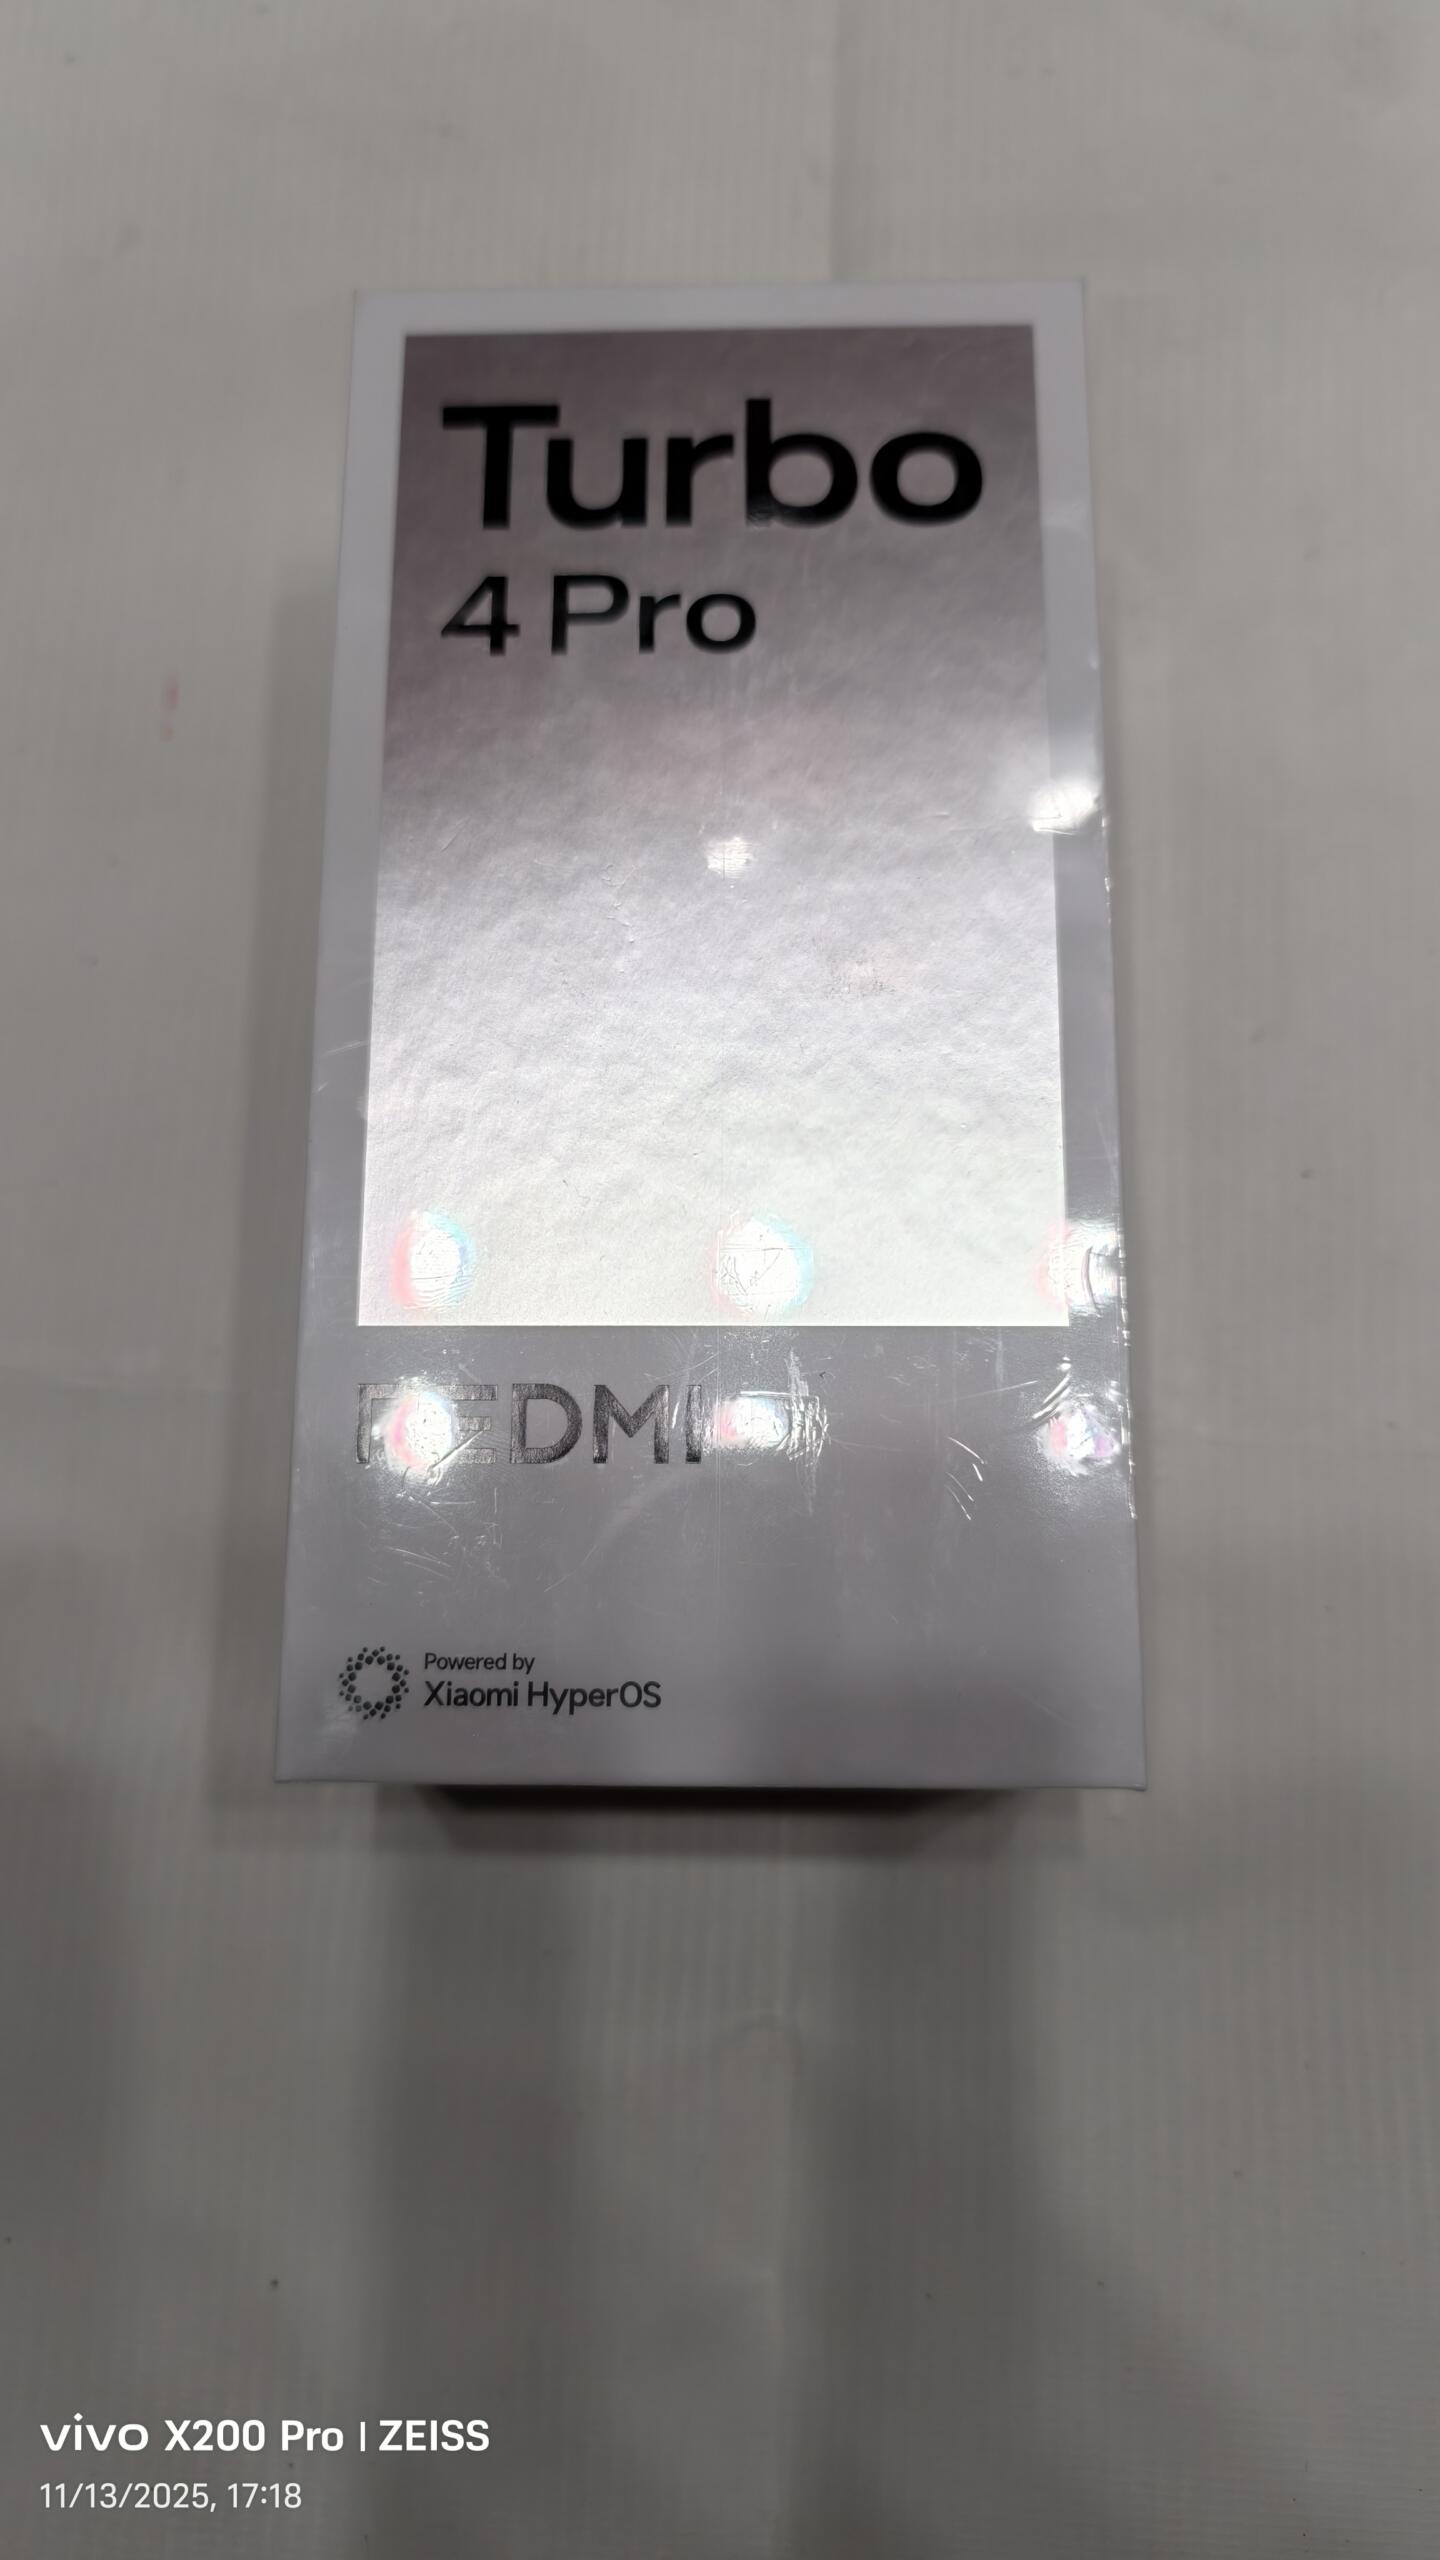 Turbo
4 Pro
REDMI
Powered by
Xiaomi HyperOS
vivo X200 Pro | ZEISS
11/13/2025, 17:18